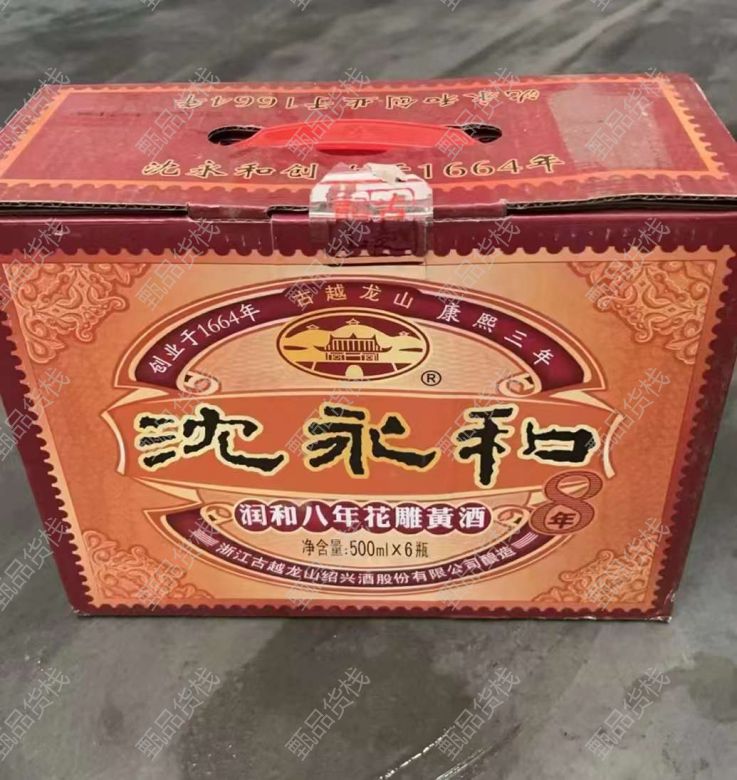 沈永和创业于1664年
沈永和创 于1664年
创业于1664年 古越龙山 康熙三年
®
沈永和
润和八年花雕黄酒
8年
净含量:500ml×6瓶
浙江古越龙山绍兴酒股份有限公司酿造
甄品货栈